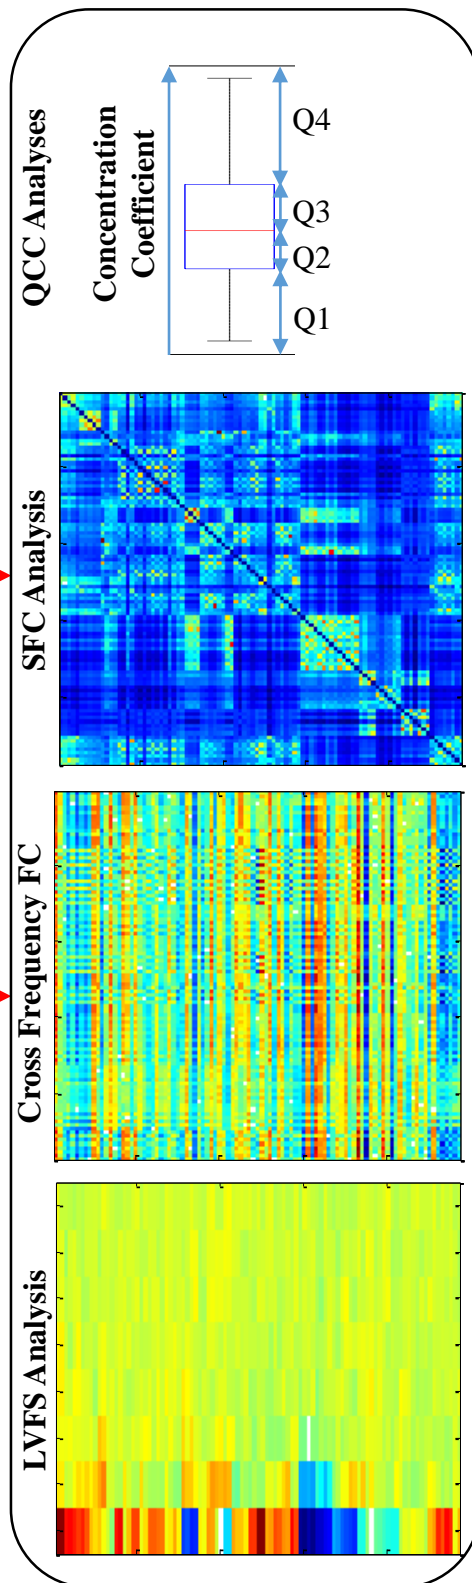 QCC Analyses
Concentration
Coefficient
Q4
Q3
Q2
Q1
SFC Analysis
Cross Frequency FC
LVFS Analysis